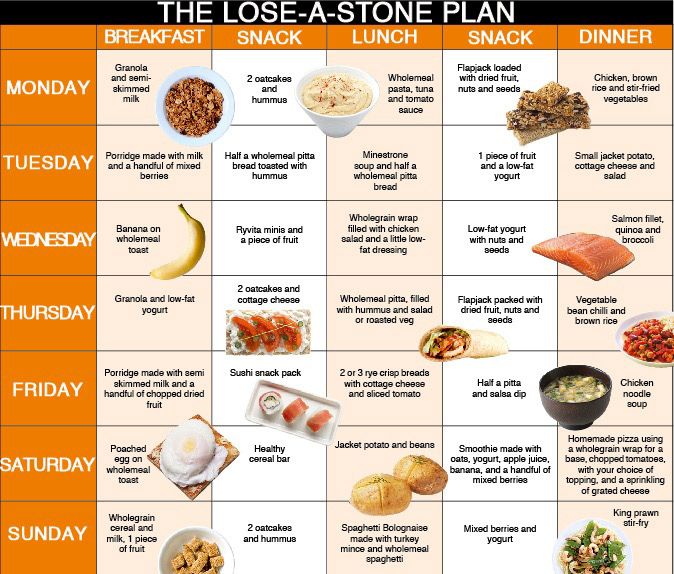 THE LOSE-A-STONE PLAN
BREAKFAST
SNACK
LUNCH
SNACK
DINNER
MONDAY
Granola
and semi-
skimmed
milk
2 oatcakes
and
hummus
Wholemeal
pasta, tuna
and tomato
sauce
Flapjack loaded
with dried fruit,
nuts and seeds
Chicken, brown
rice and stir-fried
vegetables
TUESDAY
Porridge made with milk
and a handful of mixed
berries
Half a wholemeal pitta
bread toasted with
hummus
Minestrone
soup and half a
wholemeal pitta
bread
1 piece of fruit
and a low-fat
yogurt
Small jacket potato,
cottage cheese and
salad
WEDNESDAY
Banana on
wholemeal
toast
Ryvita minis and
a piece of fruit
Wholegrain wrap
filled with chicken
salad and a little low-
fat dressing
Low-fat yogurt
with nuts and
seeds
Salmon fillet,
quinoa and
broccoli
THURSDAY
Granola and low-fat
yogurt
2 oatcakes and
cottage cheese
Wholemeal pitta, filled
with hummus and salad
or roasted veg
Flapjack packed with
dried fruit, nuts and
seeds
Vegetable
bean chilli and
brown rice
FRIDAY
Porridge made with semi
skimmed milk and a
handful of chopped dried
fruit
Sushi snack pack
2 or 3 rye crisp breads
with cottage cheese
and sliced tomato
Half a pitta
and salsa dip
Chicken
noodle
soup
SATURDAY
Poached
egg on
wholemeal
toast
Healthy
cereal bar
Jacket potato and beans
Smoothie made with
oats, yogurt, apple juice,
banana, and a handful of
mixed berries
Homemade pizza using
a wholegrain wrap for a
base, chopped tomatoes,
with your choice of
topping, and a sprinkling
of grated cheese
SUNDAY
Wholegrain
cereal and
milk, 1 piece
of fruit
2 oatcakes
and hummus
Spaghetti Bolognaise
made with turkey
mince and wholemeal
spaghetti
Mixed berries and
yogurt
King prawn
stir-fry